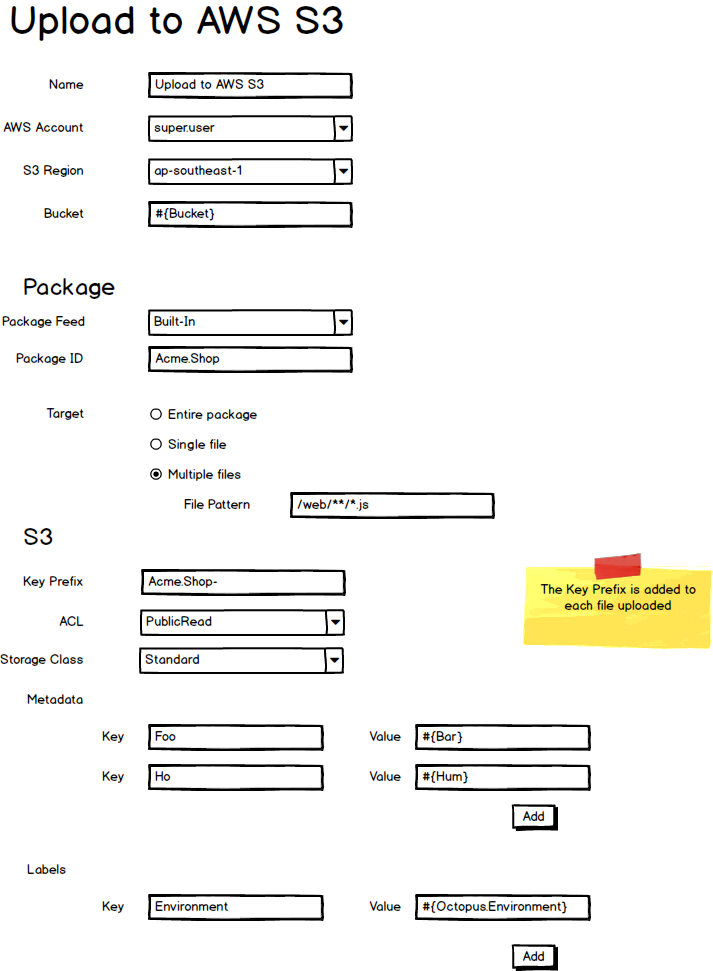 Upload to AWS S3
Name Upload to AWS S3
AWS Account super.user
S3 Region ap-southeast-1
Bucket #{Bucket}
Package
Package Feed Built-In
Package ID Acme.Shop
Target Entire package
Single file
Multiple files
File Pattern /web/**/*.js
S3
Key Prefix Acme.Shop-
The Key Prefix is added to
each file uploaded
ACL PublicRead
Storage Class Standard
Metadata
Key Foo Value #{Bar}
Key Ho Value #{Hum}
Add
Labels
Key Environment Value #{Octopus.Environment}
Add